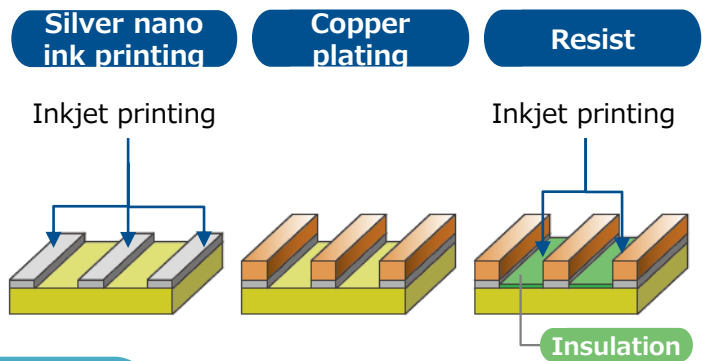 Silver nano
ink printing
Copper
plating
Resist
Inkjet printing
Inkjet printing
Insulation